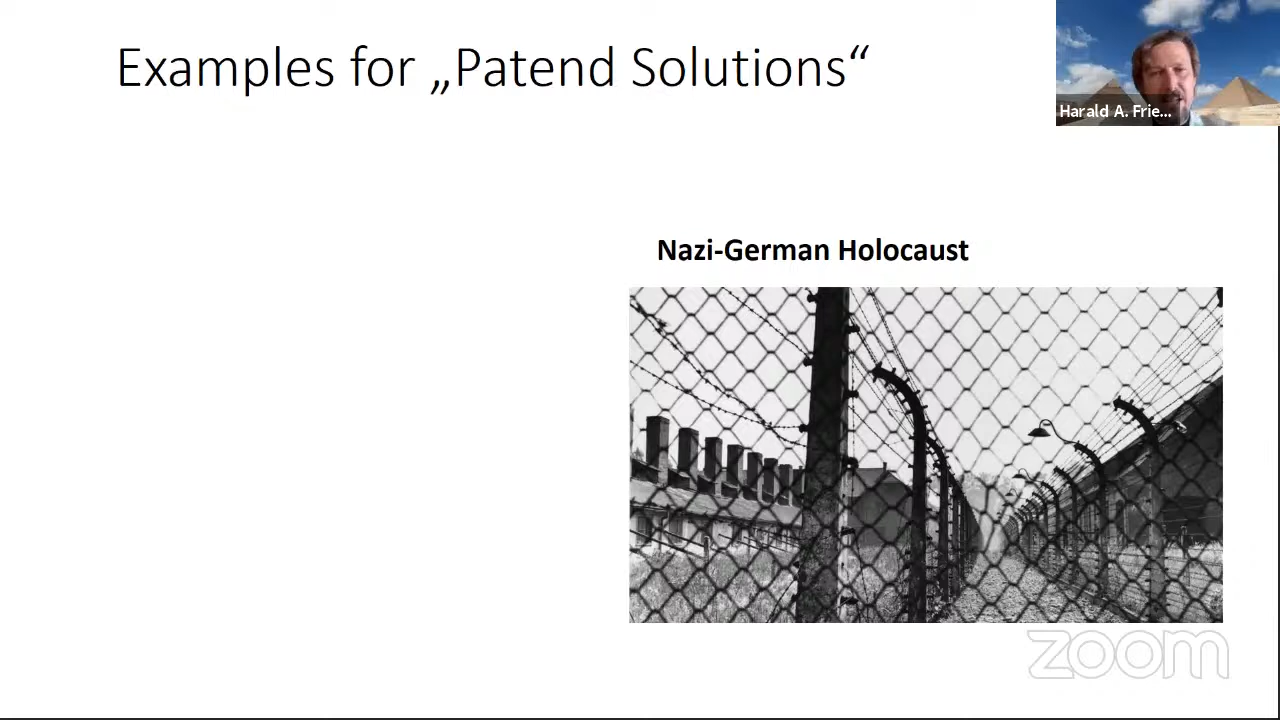 Examples for „Patend Solutions“
Harald A. Frie...
Nazi-German Holocaust
zoom